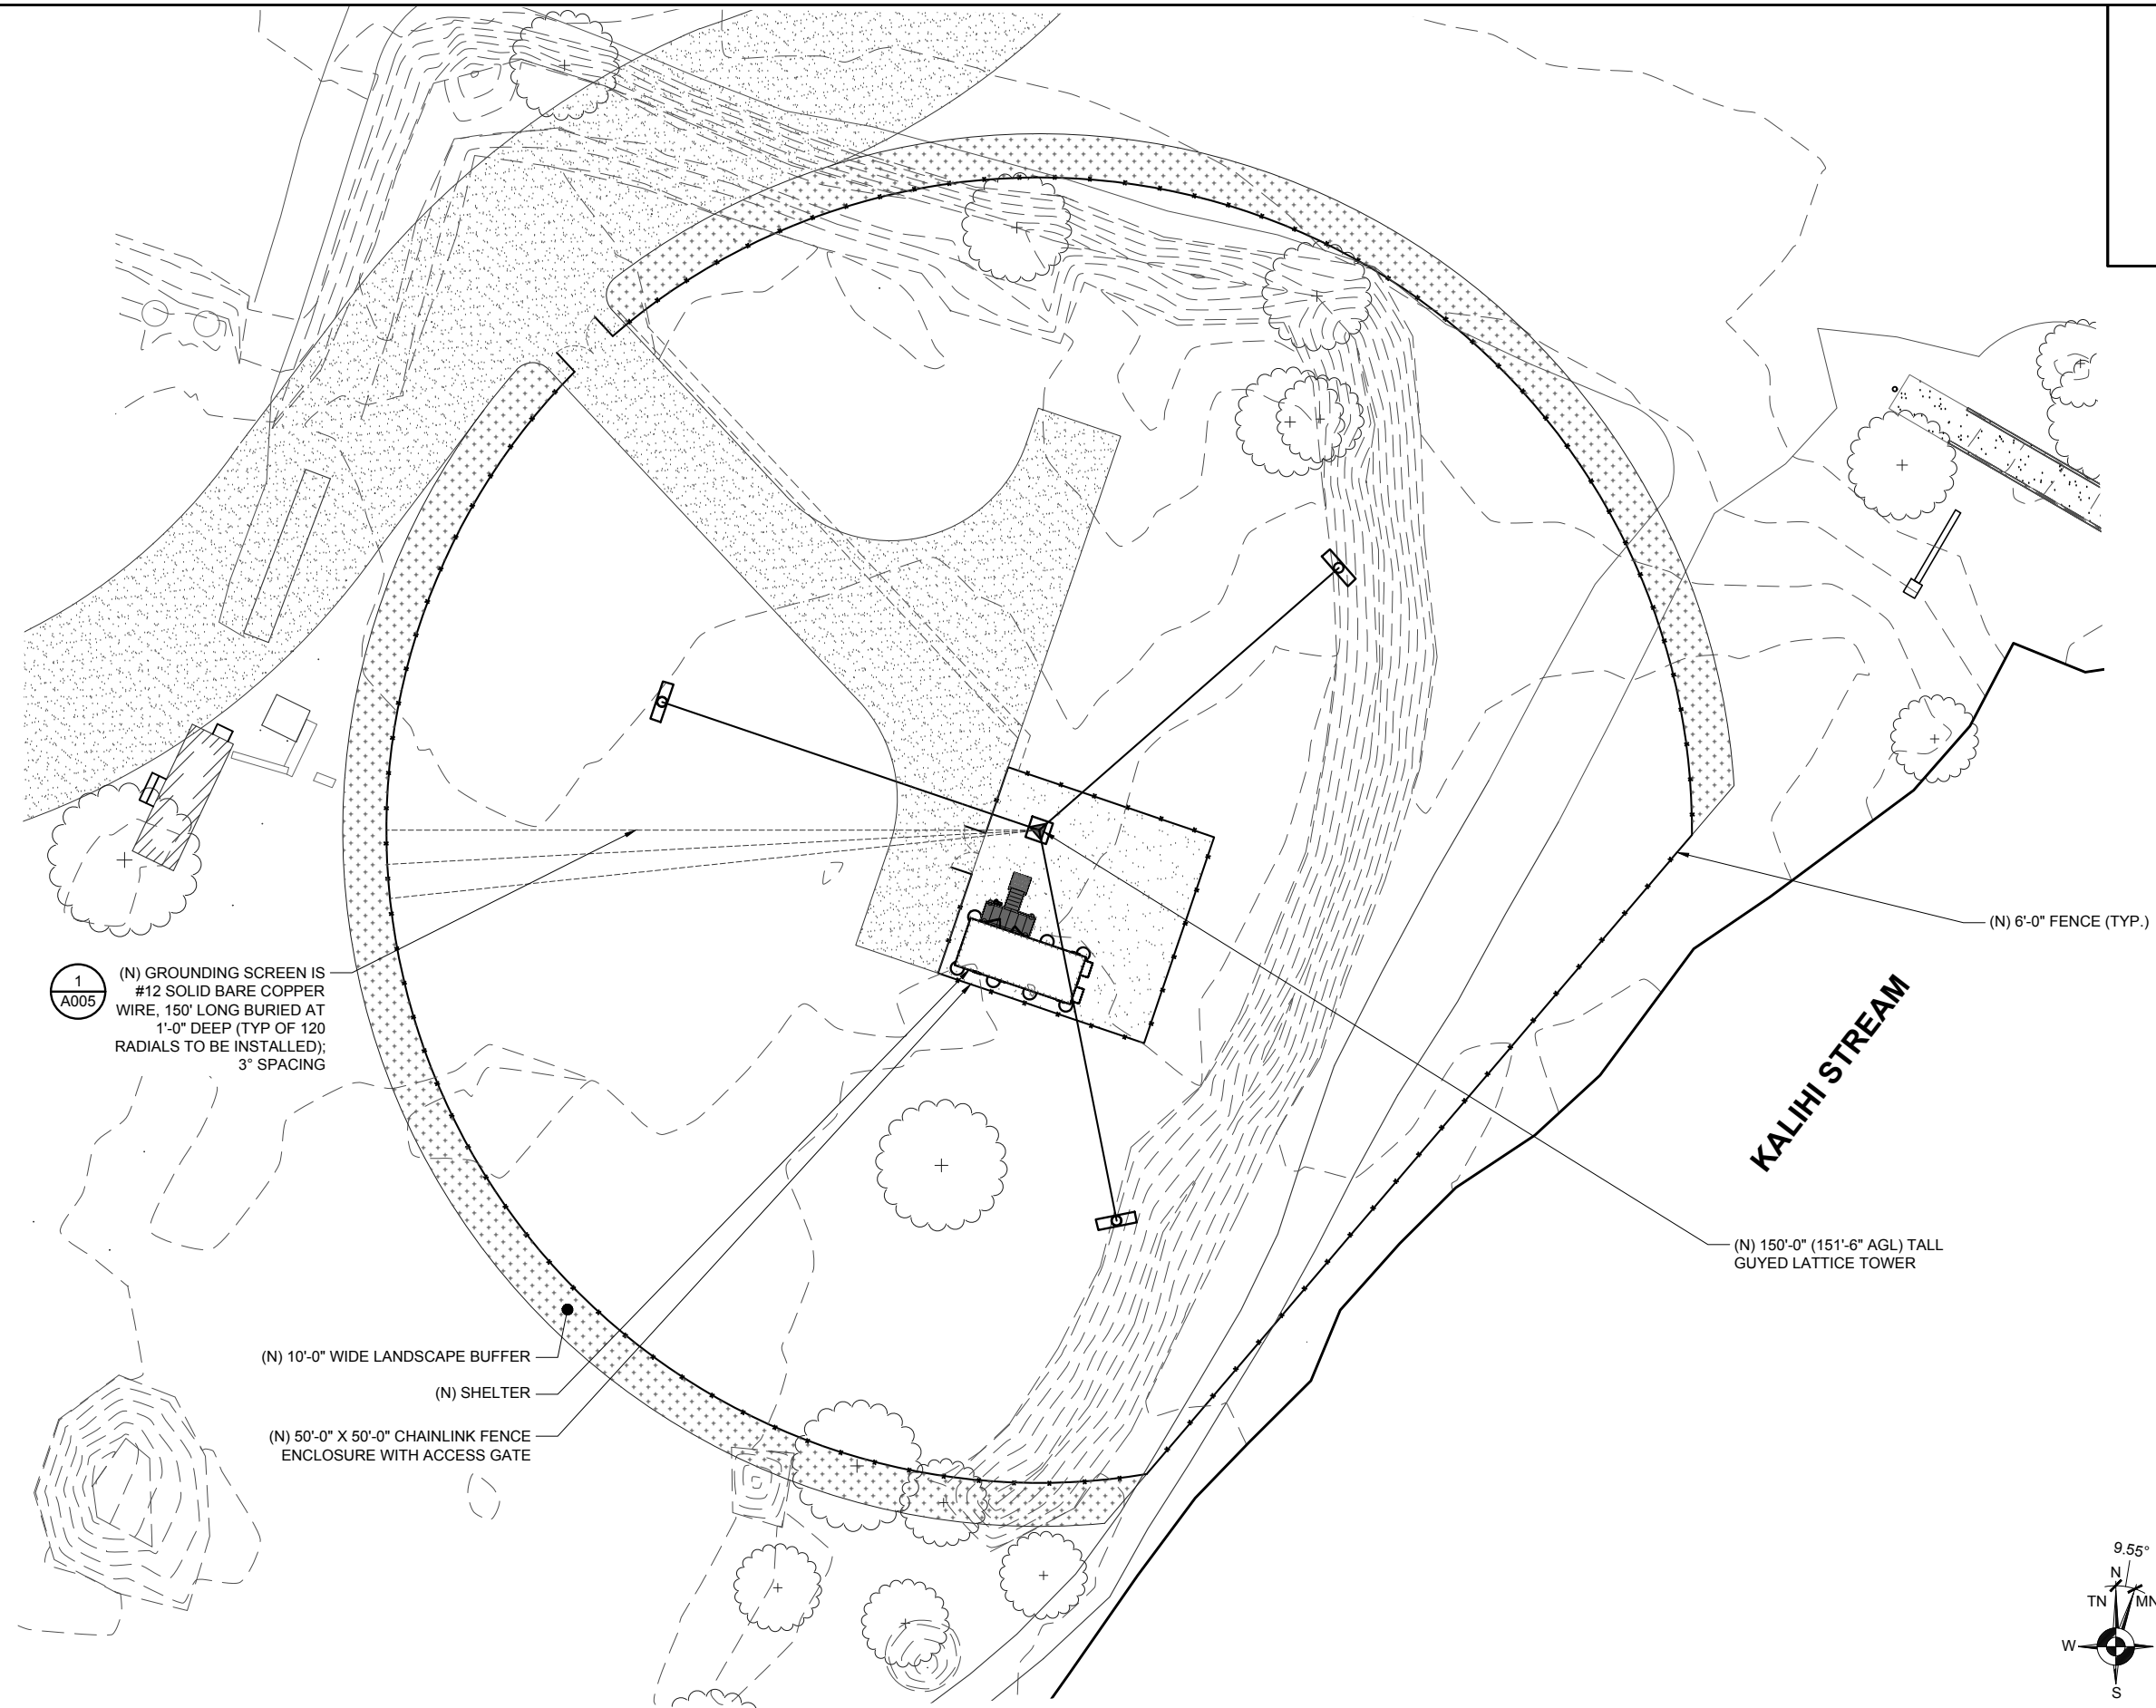 (N) 6'-0" FENCE (TYP.)
1
A005
(N) GROUNDING SCREEN IS
#12 SOLID BARE COPPER
WIRE, 150' LONG BURIED AT
1'-0" DEEP (TYP OF 120
RADIALS TO BE INSTALLED);
3° SPACING
KALIHI STREAM
(N) 150'-0" (151'-6" AGL) TALL
GUYED LATTICE TOWER
(N) 10'-0" WIDE LANDSCAPE BUFFER
(N) SHELTER
(N) 50'-0" X 50'-0" CHAINLINK FENCE
ENCLOSURE WITH ACCESS GATE
9.55°
N
TN
MN
W
S